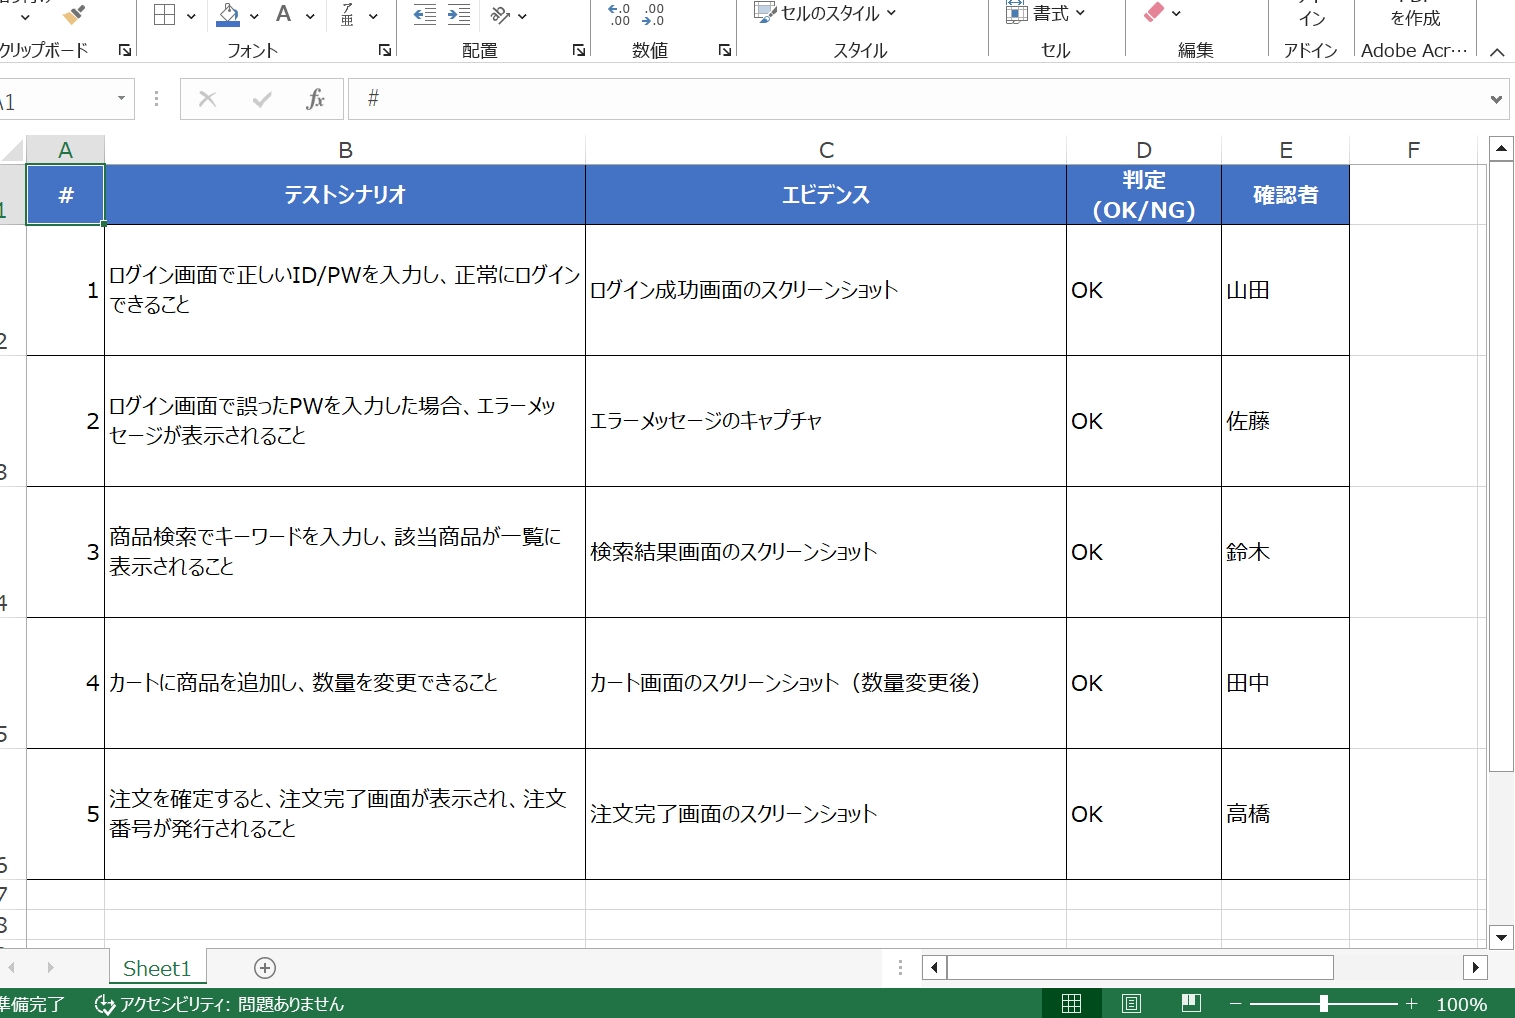 セルのスタイル
書式
イン
を作成
クリップボード
フォント
配置
数値
スタイル
セル
編集
アドイン
Adobe Acr…
A1
fx
#
A B C D E F
1
# テストシナリオ エビデンス 判定 確認者
(OK/NG)
1 ログイン画面で正しいID/PWを入力し、正常にログイン ログイン成功画面のスクリーンショット OK 山田
できること
2
2 ログイン画面で誤ったPWを入力した場合、エラーメッ エラーメッセージのキャプチャ OK 佐藤
セージが表示されること
3
3 商品検索でキーワードを入力し、該当商品が一覧に 検索結果画面のスクリーンショット OK 鈴木
表示されること
4
4 カートに商品を追加し、数量を変更できること カート画面のスクリーンショット（数量変更後） OK 田中
5
5 注文を確定すると、注文完了画面が表示され、注文 注文完了画面のスクリーンショット OK 高橋
番号が発行されること
6
7
8
Sheet1
準備完了 アクセシビリティ: 問題ありません 100%